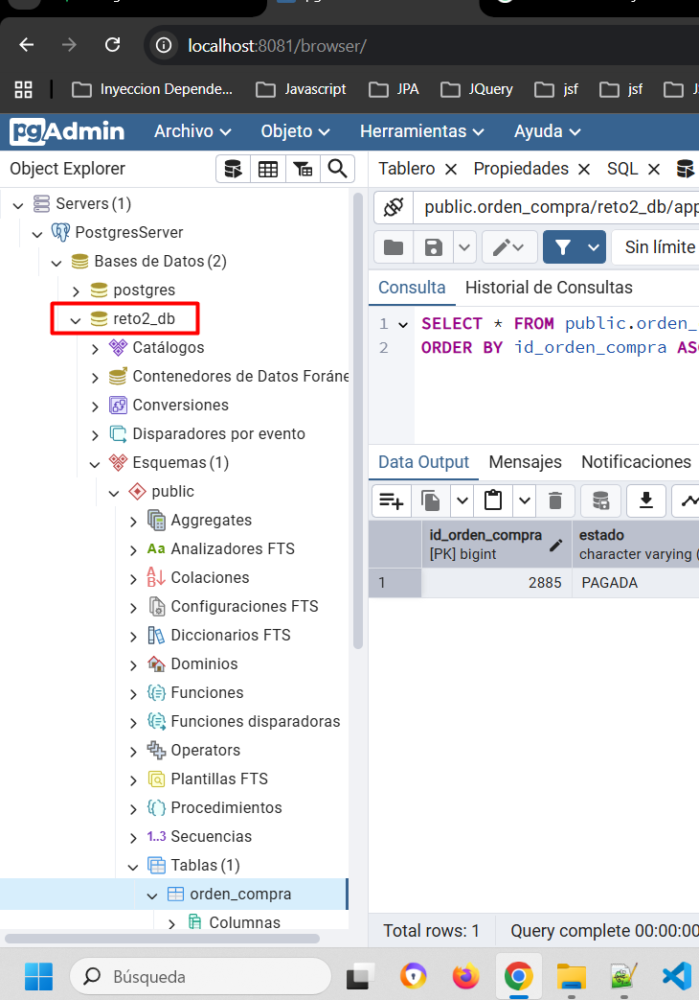 localhost:8081/browser/
Inyeccion Depende... Javascript JPA JQuery jsf jsf
pgAdmin Archivo Objeto Herramientas Ayuda
Object Explorer
Tablero Propiedades SQL
Servers (1)
PostgresServer
Bases de Datos (2)
postgres
reto2_db
Catálogos
Contenedores de Datos Foráne
Conversiones
Disparadores por evento
Esquemas (1)
public
Aggregates
Analizadores FTS
Colaciones
Configuraciones FTS
Diccionarios FTS
Dominios
Funciones
Funciones disparadoras
Operators
Plantillas FTS
Procedimientos
1..3 Secuencias
Tablas (1)
orden_compra
Columnas
public.orden_compra/reto2_db/app
Sin límite
Consulta Historial de Consultas
1 SELECT * FROM public.orden_
2 ORDER BY id_orden_compra ASC
Data Output Mensajes Notificaciones
id_orden_compra estado
[PK] bigint character varying (
1 2885 PAGADA
Total rows: 1 Query complete 00:00:00
Búsqueda